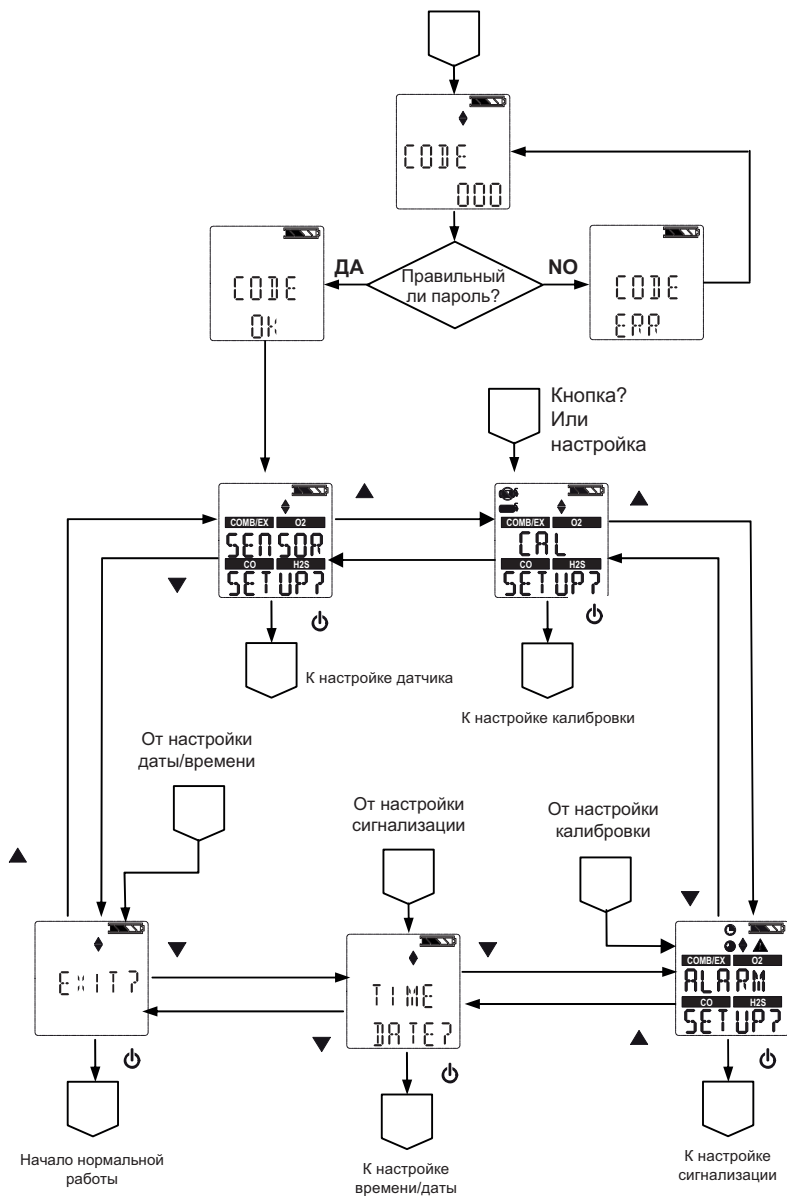 CODE
000
ДА
Правильный
ли пароль?
NO
CODE
OK
CODE
ERR
Кнопка?
Или
настройка
COMB/EX O2
SENSOR
CO H2S
SETUP?
COMB/EX O2
CAL
CO H2S
SETUP?
К настройке датчика
К настройке калибровки
От настройки
даты/времени
От настройки
сигнализации
От настройки
калибровки
EXIT?
TIME
DATE?
COMB/EX O2
ALARM
CO H2S
SETUP?
Начало нормальной
работы
К настройке
времени/даты
К настройке
сигнализации